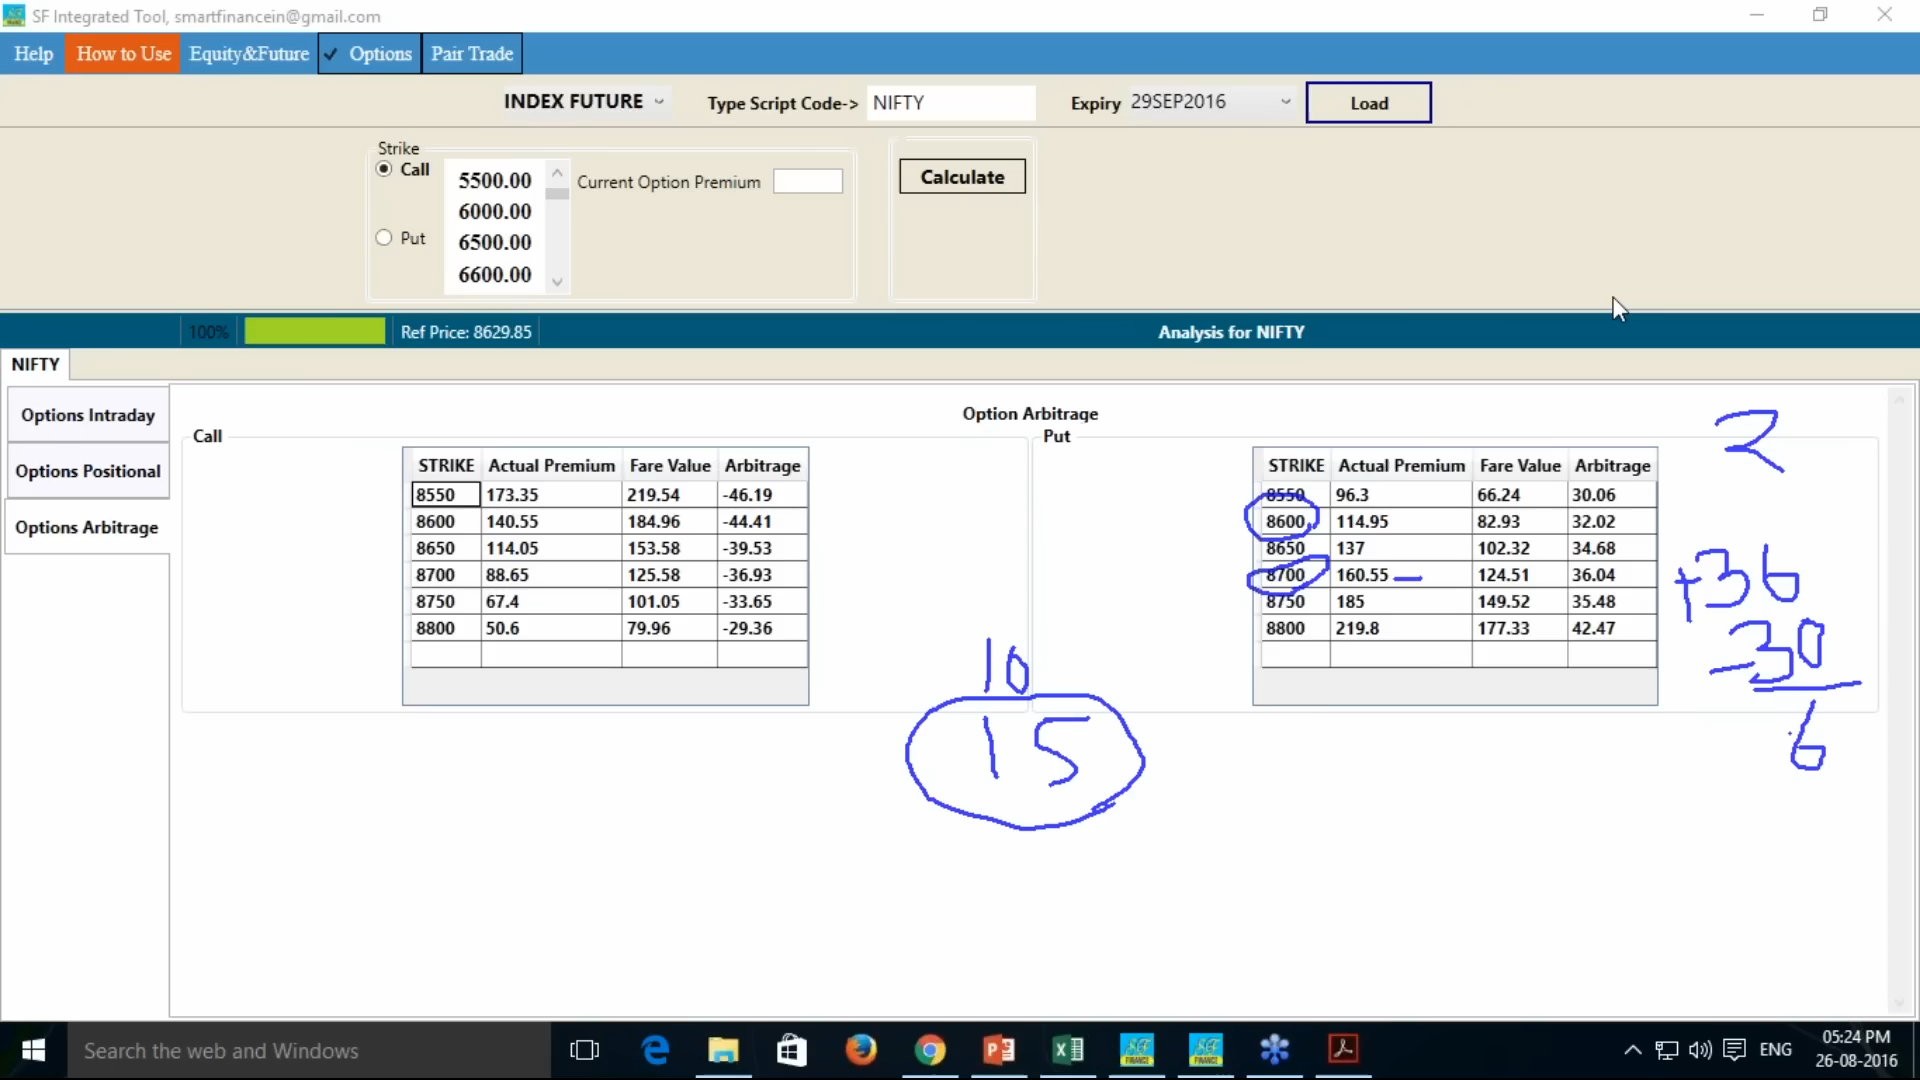 SF Integrated Tool, smartfinancein@gmail.com
Help How to Use Equity&Future Options Pair Trade
INDEX FUTURE Type Script Code-> NIFTY Expiry 29SEP2016 Load
Strike
Call
Put
5500.00
6000.00
6500.00
6600.00
Current Option Premium
Calculate
100% Ref Price: 8629.85 Analysis for NIFTY
NIFTY
Options Intraday
Options Positional
Options Arbitrage
Option Arbitrage
Call
STRIKE Actual Premium Fare Value Arbitrage
8550 173.35 219.54 -46.19
8600 140.55 184.96 -44.41
8650 114.05 153.58 -39.53
8700 88.65 125.58 -36.93
8750 67.4 101.05 -33.65
8800 50.6 79.96 -29.36
Put
STRIKE Actual Premium Fare Value Arbitrage
8550 96.3 66.24 30.06
8600 114.95 82.93 32.02
8650 137 102.32 34.68
8700 160.55 124.51 36.04
8750 185 149.52 35.48
8800 219.8 177.33 42.47
2
+36
-30
6
10
15
Search the web and Windows
ENG
05:24 PM
26-08-2016